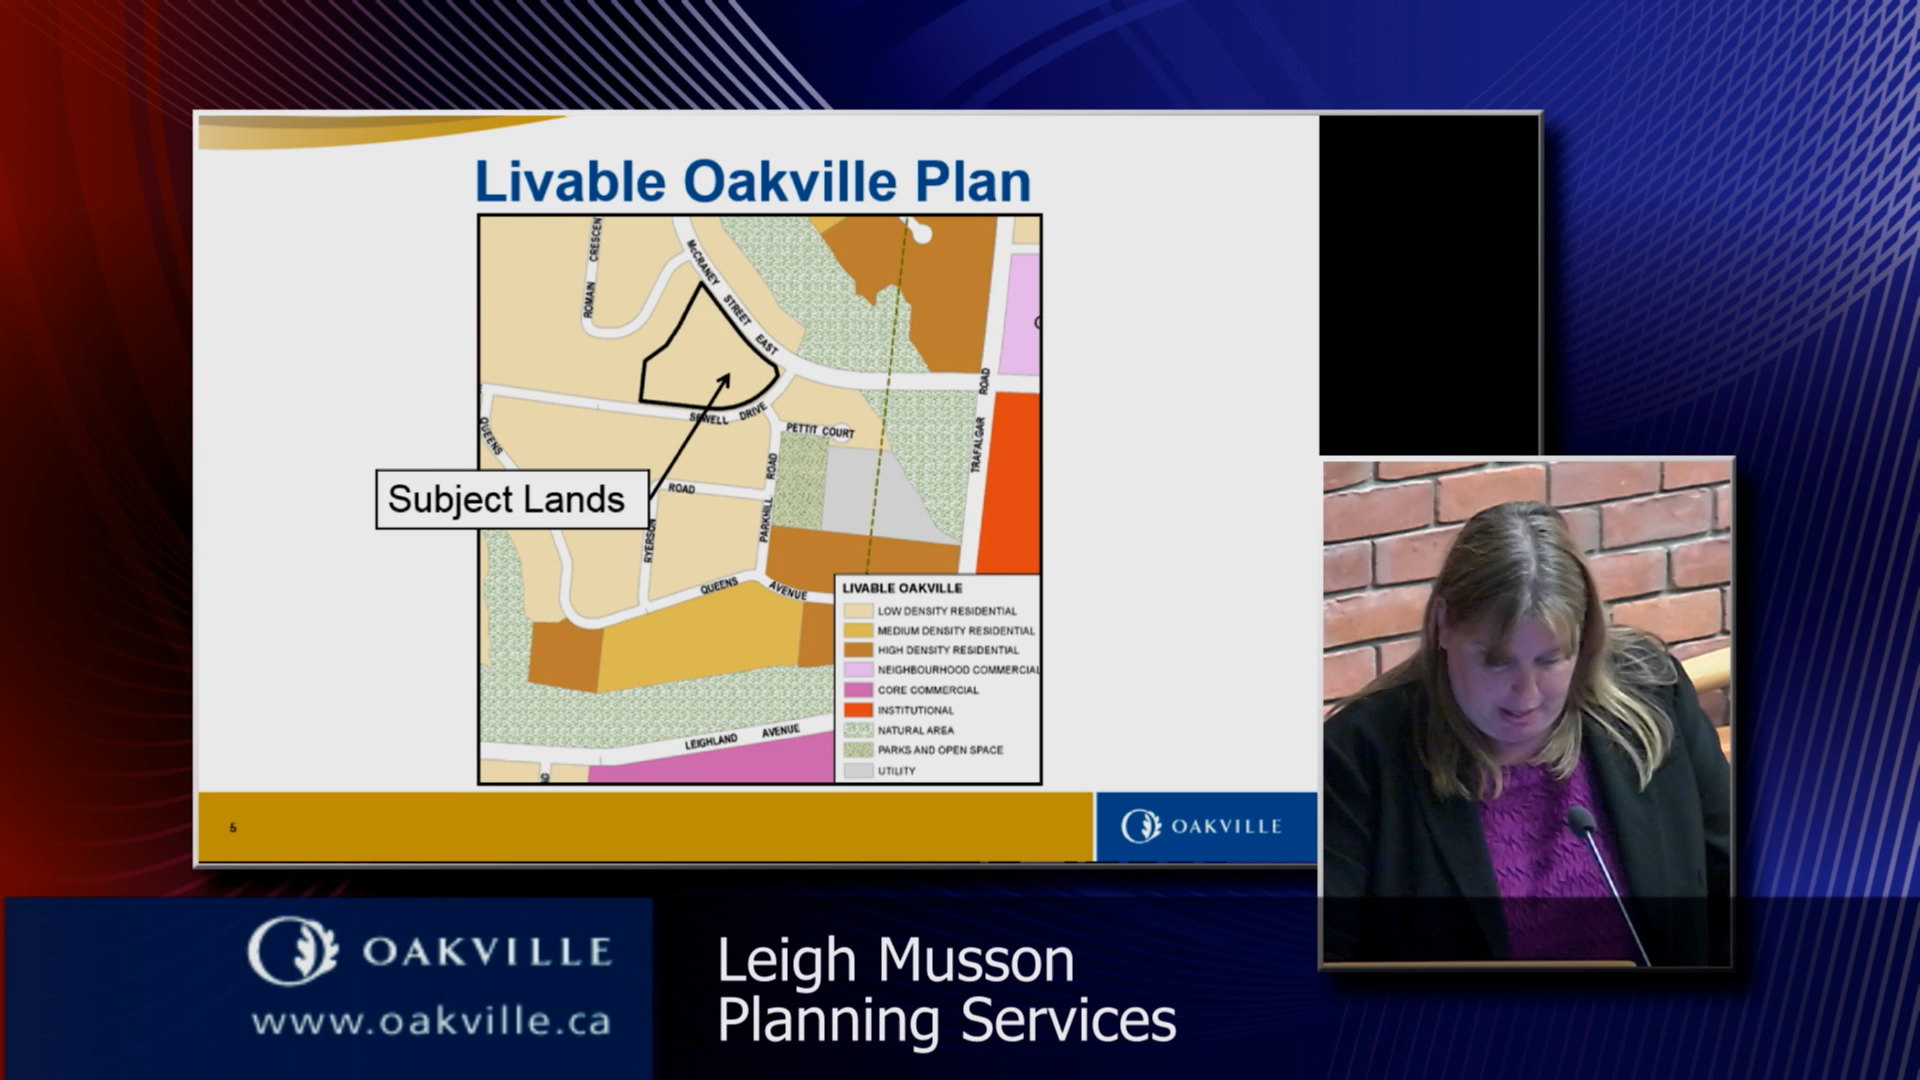 Livable Oakville Plan
ROMAIN CRESCEN
McCRANEY STREET EAST
SEWELL DRIVE
PETTIT COURT
QUEENS
ROAD
PARKHILL ROAD
TRAFALGAR ROAD
Subject Lands
RYERSON
QUEENS AVENUE
LEIGHLAND AVENUE
LIVABLE OAKVILLE
LOW DENSITY RESIDENTIAL
MEDIUM DENSITY RESIDENTIAL
HIGH DENSITY RESIDENTIAL
NEIGHBOURHOOD COMMERCIAL
CORE COMMERCIAL
INSTITUTIONAL
NATURAL AREA
PARKS AND OPEN SPACE
UTILITY
5
OAKVILLE
OAKVILLE
www.oakville.ca
Leigh Musson
Planning Services